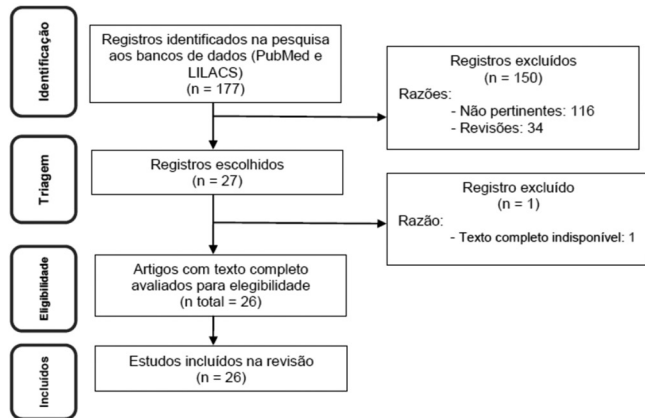 Identificação
Registros identificados na pesquisa
aos bancos de dados (PubMed e
LILACS)
(n = 177)
Registros excluídos
(n = 150)
Razões:
- Não pertinentes: 116
- Revisões: 34
Triagem
Registros escolhidos
(n = 27)
Registro excluído
(n = 1)
Razão:
- Texto completo indisponível: 1
Eligibilidade
Artigos com texto completo
avaliados para elegibilidade
(n total = 26)
Incluídos
Estudos incluídos na revisão
(n = 26)